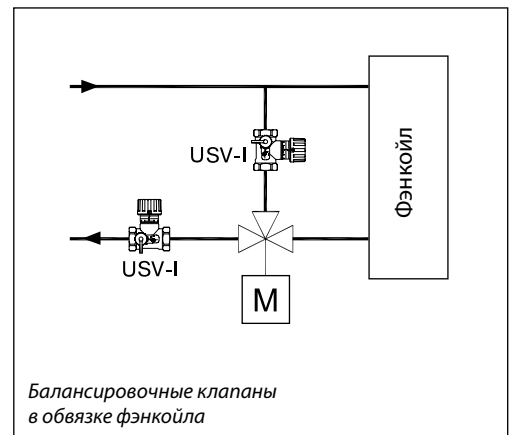 USV-I
Фэнкойл
USV-I
M
Балансировочные клапаны
в обвязке фэнкойла